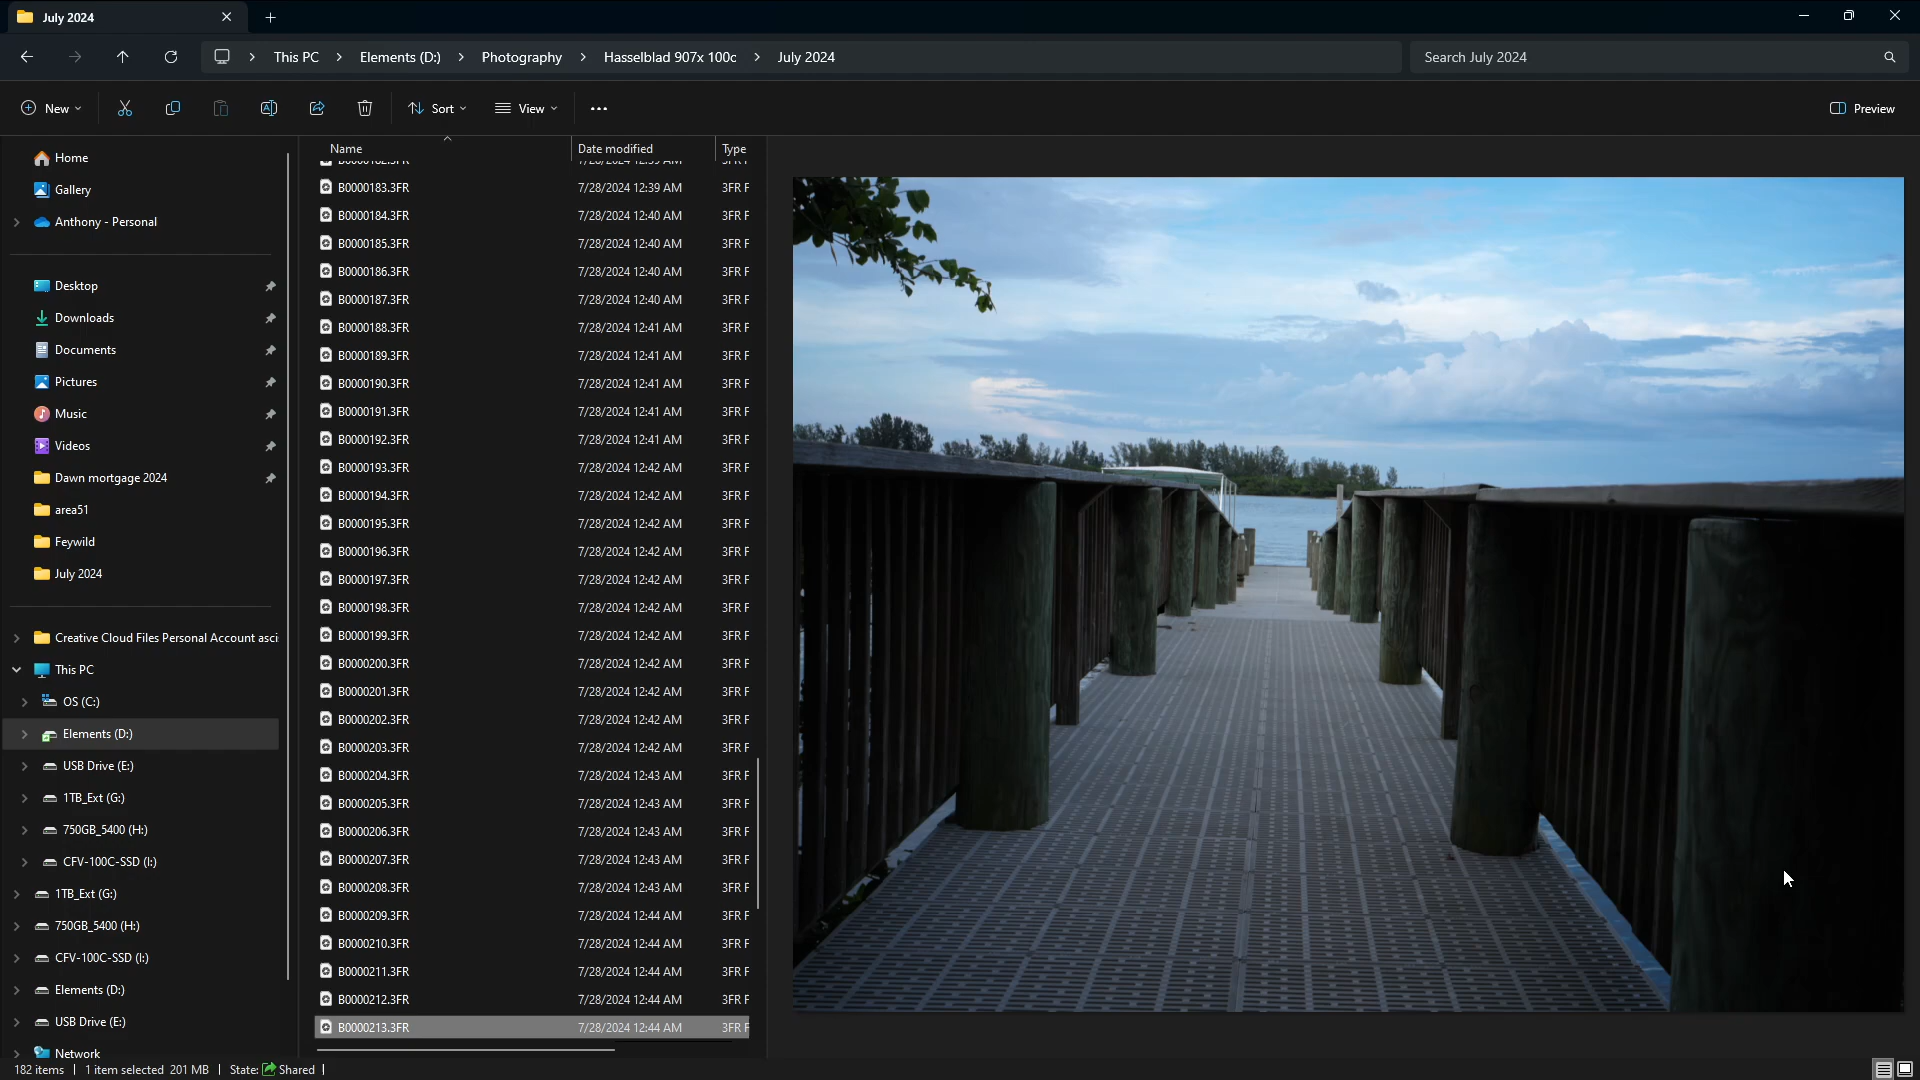 July 2024
This PC
Elements (D:)
Photography
Hasselblad 907x 100c
July 2024
Search July 2024
New
Sort
View
Preview
Home
Gallery
Anthony - Personal
Desktop
Downloads
Documents
Pictures
Music
Videos
Dawn mortgage 2024
area51
Feywild
July 2024
Creative Cloud Files Personal Account asci
This PC
OS (C:)
Elements (D:)
USB Drive (E:)
1TB_Ext (G:)
750GB_5400 (H:)
CFV-100C-SSD (I:)
1TB_Ext (G:)
750GB_5400 (H:)
CFV-100C-SSD (I:)
Elements (D:)
USB Drive (E:)
Network
Name Date modified Type
B0000182.3FR 7/28/2024 12:39 AM 3FR F
B0000183.3FR 7/28/2024 12:39 AM 3FR F
B0000184.3FR 7/28/2024 12:40 AM 3FR F
B0000185.3FR 7/28/2024 12:40 AM 3FR F
B0000186.3FR 7/28/2024 12:40 AM 3FR F
B0000187.3FR 7/28/2024 12:40 AM 3FR F
B0000188.3FR 7/28/2024 12:41 AM 3FR F
B0000189.3FR 7/28/2024 12:41 AM 3FR F
B0000190.3FR 7/28/2024 12:41 AM 3FR F
B0000191.3FR 7/28/2024 12:41 AM 3FR F
B0000192.3FR 7/28/2024 12:41 AM 3FR F
B0000193.3FR 7/28/2024 12:42 AM 3FR F
B0000194.3FR 7/28/2024 12:42 AM 3FR F
B0000195.3FR 7/28/2024 12:42 AM 3FR F
B0000196.3FR 7/28/2024 12:42 AM 3FR F
B0000197.3FR 7/28/2024 12:42 AM 3FR F
B0000198.3FR 7/28/2024 12:42 AM 3FR F
B0000199.3FR 7/28/2024 12:42 AM 3FR F
B0000200.3FR 7/28/2024 12:42 AM 3FR F
B0000201.3FR 7/28/2024 12:42 AM 3FR F
B0000202.3FR 7/28/2024 12:42 AM 3FR F
B0000203.3FR 7/28/2024 12:42 AM 3FR F
B0000204.3FR 7/28/2024 12:43 AM 3FR F
B0000205.3FR 7/28/2024 12:43 AM 3FR F
B0000206.3FR 7/28/2024 12:43 AM 3FR F
B0000207.3FR 7/28/2024 12:43 AM 3FR F
B0000208.3FR 7/28/2024 12:43 AM 3FR F
B0000209.3FR 7/28/2024 12:44 AM 3FR F
B0000210.3FR 7/28/2024 12:44 AM 3FR F
B0000211.3FR 7/28/2024 12:44 AM 3FR F
B0000212.3FR 7/28/2024 12:44 AM 3FR F
B0000213.3FR 7/28/2024 12:44 AM 3FR F
182 items 1 item selected 201 MB State: Shared